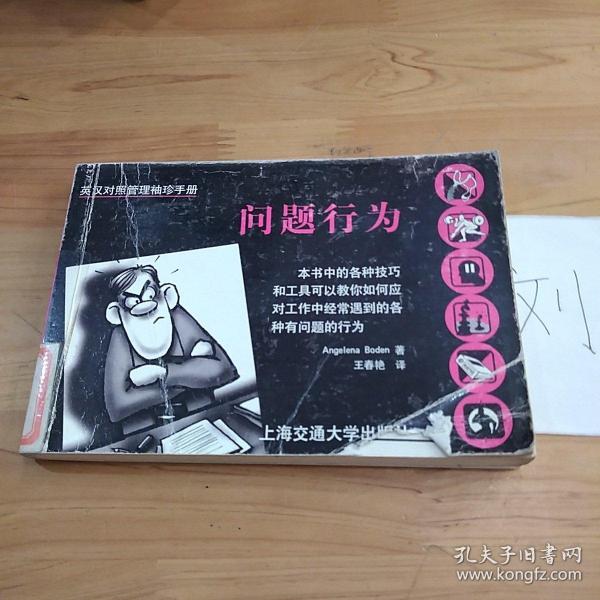 英汉对照管理袖珍手册
问题行为
本书中的各种技巧
和工具可以教你如何应
对工作中经常遇到的各
种有问题的行为
Angelena Boden 著
王春艳 译
上海交通大学出版社
刘
孔夫子旧书网
www.kongfz.com